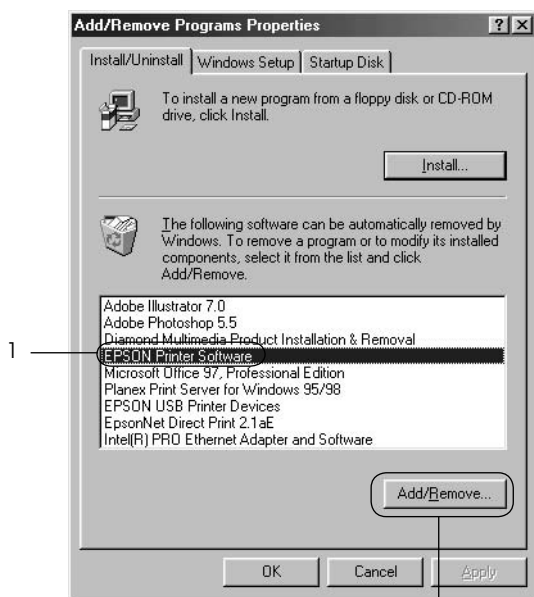 Add/Remove Programs Properties
? X
Install/Uninstall Windows Setup Startup Disk
To install a new program from a floppy disk or CD-ROM
drive, click Install.
Install...
The following software can be automatically removed by
Windows. To remove a program or to modify its installed
components, select it from the list and click
Add/Remove.
Adobe Illustrator 7.0
Adobe Photoshop 5.5
Diamond Multimedia Product Installation & Removal
1
EPSON Printer Software
Microsoft Office 97, Professional Edition
Planex Print Server for Windows 95/98
EPSON USB Printer Devices
EpsonNet Direct Print 2.1aE
Intel(R) PRO Ethernet Adapter and Software
Add/Remove...
OK Cancel Apply